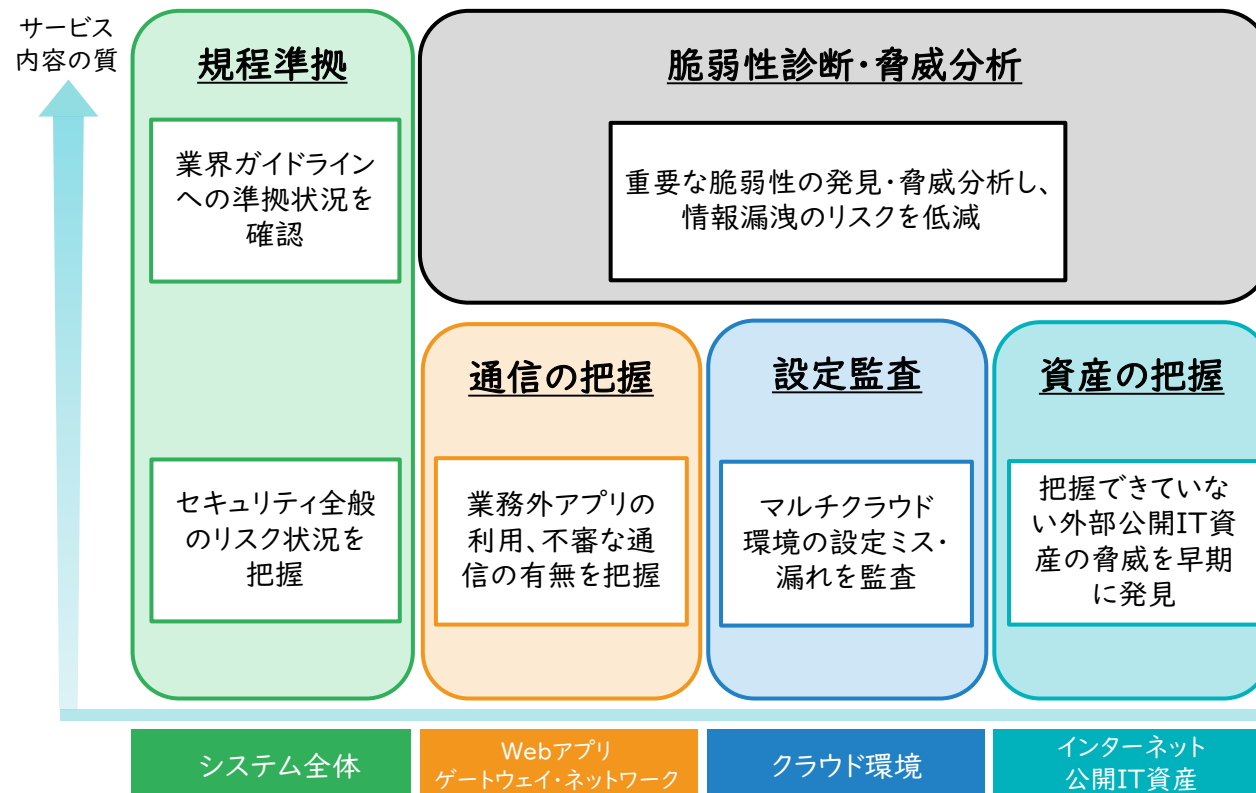 サービス
内容の質
規程準拠
業界ガイドライン
への準拠状況を
確認
セキュリティ全般
のリスク状況を
把握
脆弱性診断・脅威分析
重要な脆弱性の発見・脅威分析し、
情報漏洩のリスクを低減
通信の把握
業務外アプリの
利用、不審な通
信の有無を把握
設定監査
マルチクラウド
環境の設定ミス・
漏れを監査
資産の把握
把握できていな
い外部公開IT資
産の脅威を早期
に発見
システム全体
Webアプリ
ゲートウェイ・ネットワーク
クラウド環境
インターネット
公開IT資産